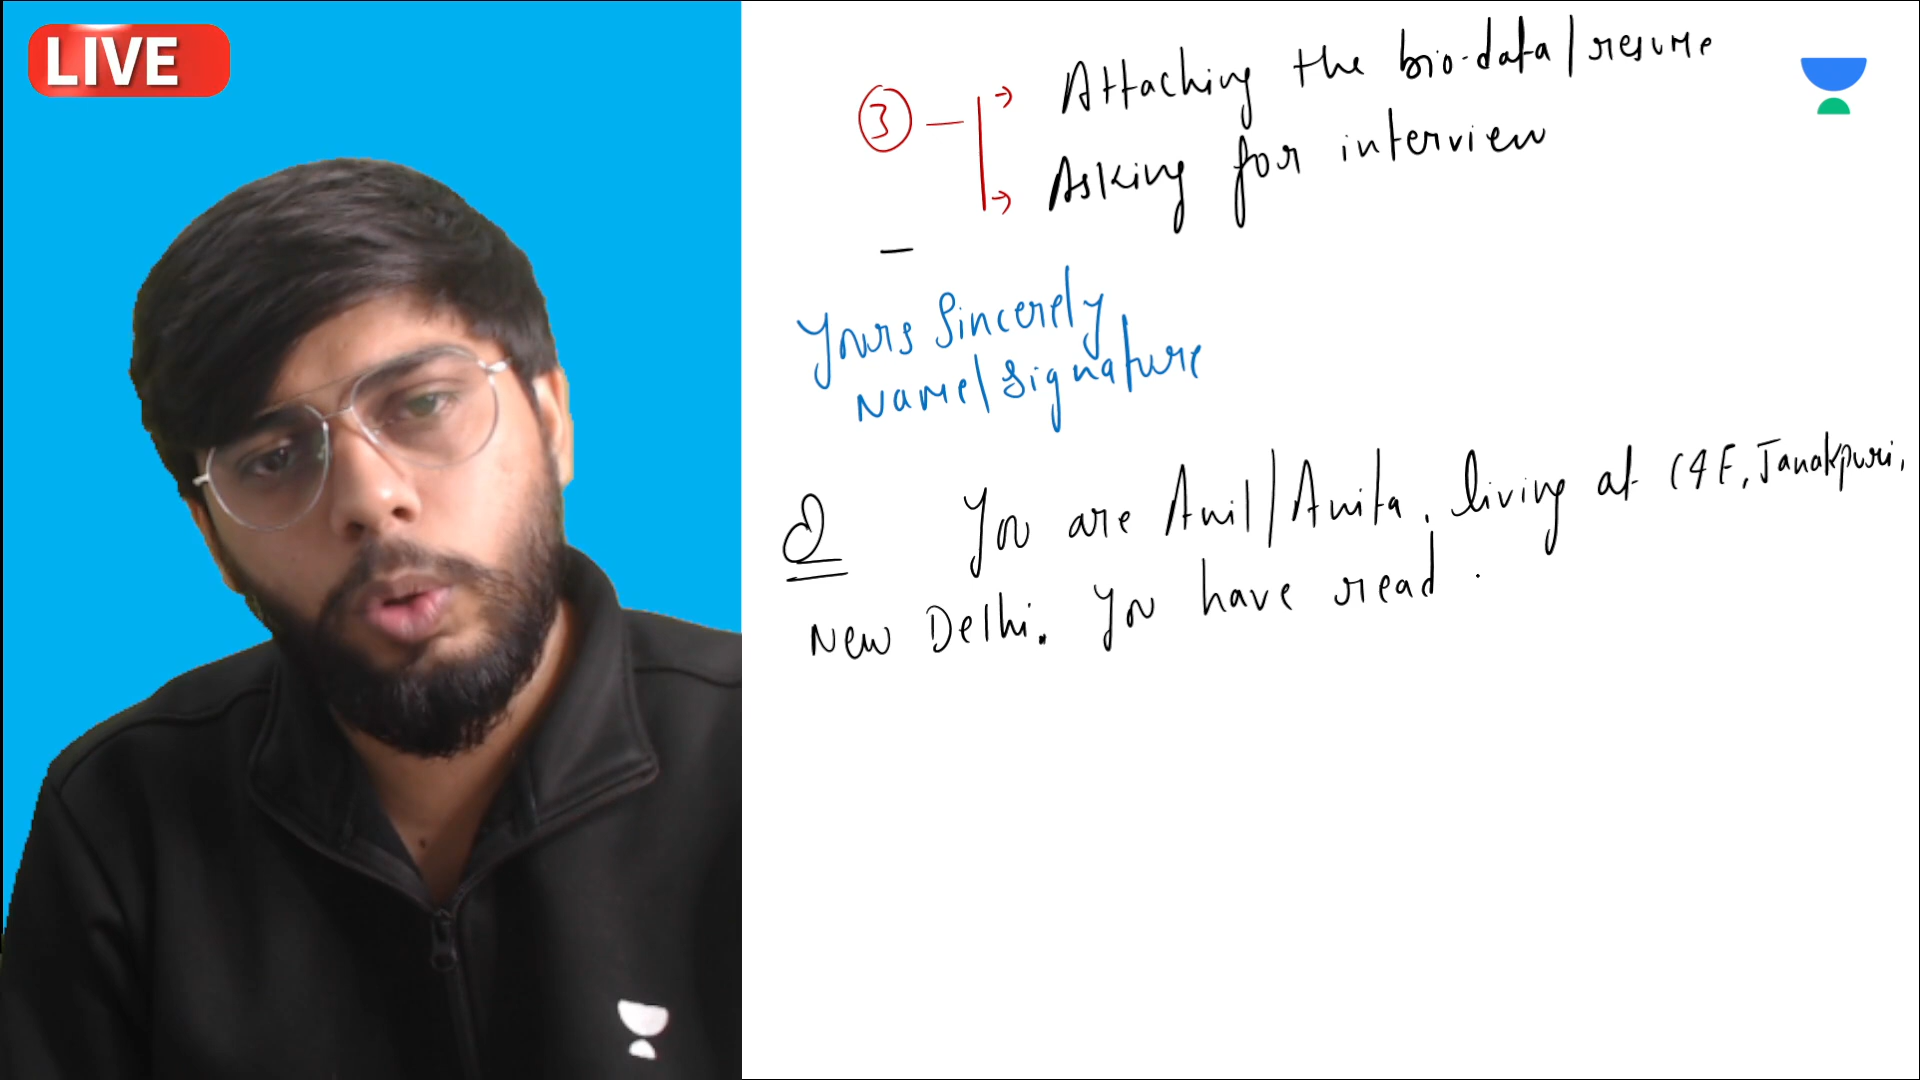 LIVE
3 → Attaching the bio-data/resume
→ Asking for interview
Yours Sincerely
Name/Signature
Q You are Anil/Anita, living at C4E, Janakpuri,
New Delhi. You have read